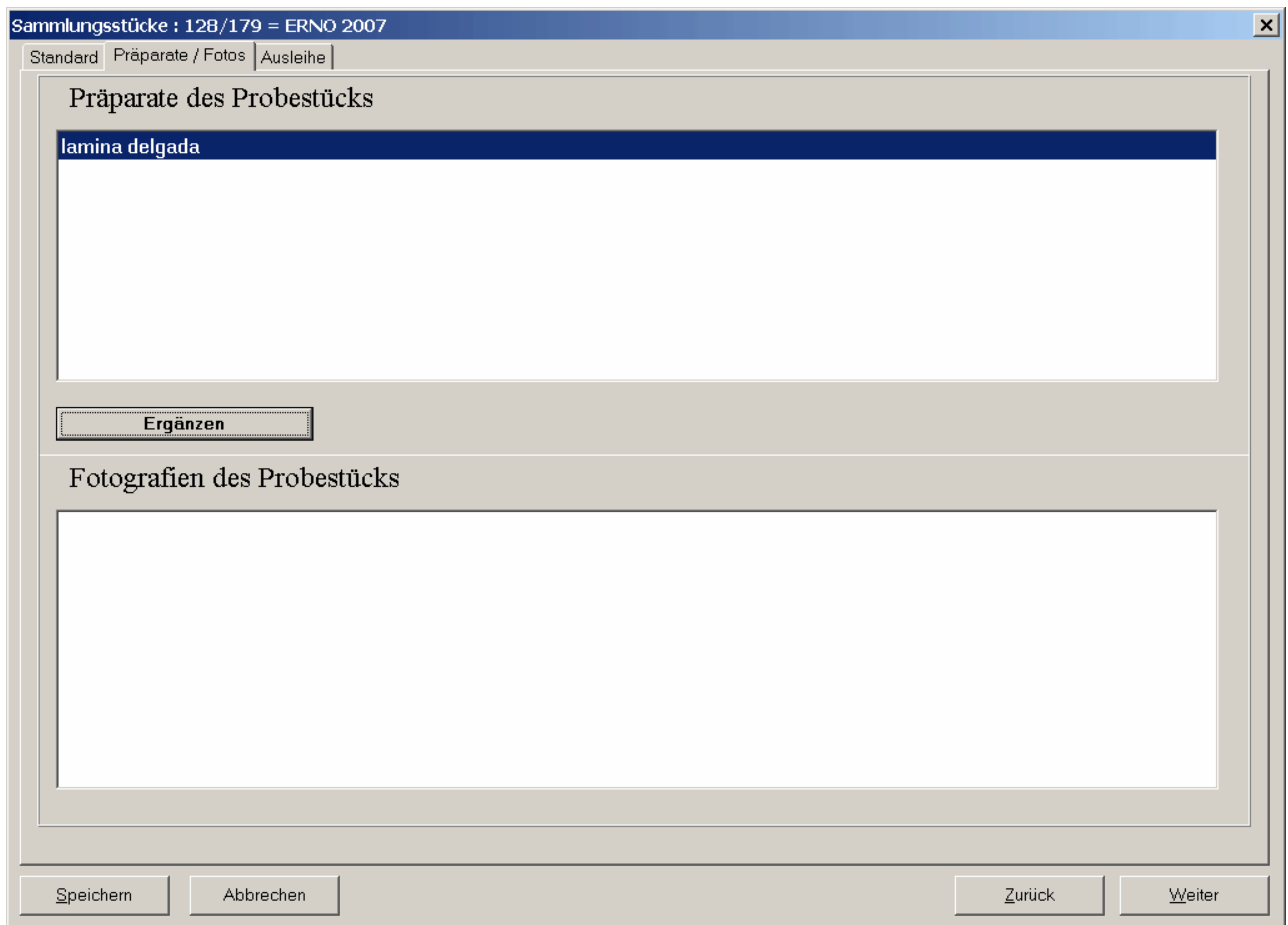 Sammlungsstücke : 128/179 = ERNO 2007
Standard Präparate / Fotos Ausleihe
Präparate des Probestücks
lamina delgada
Ergänzen
Fotografien des Probestücks
Speichern Abbrechen Zurück Weiter